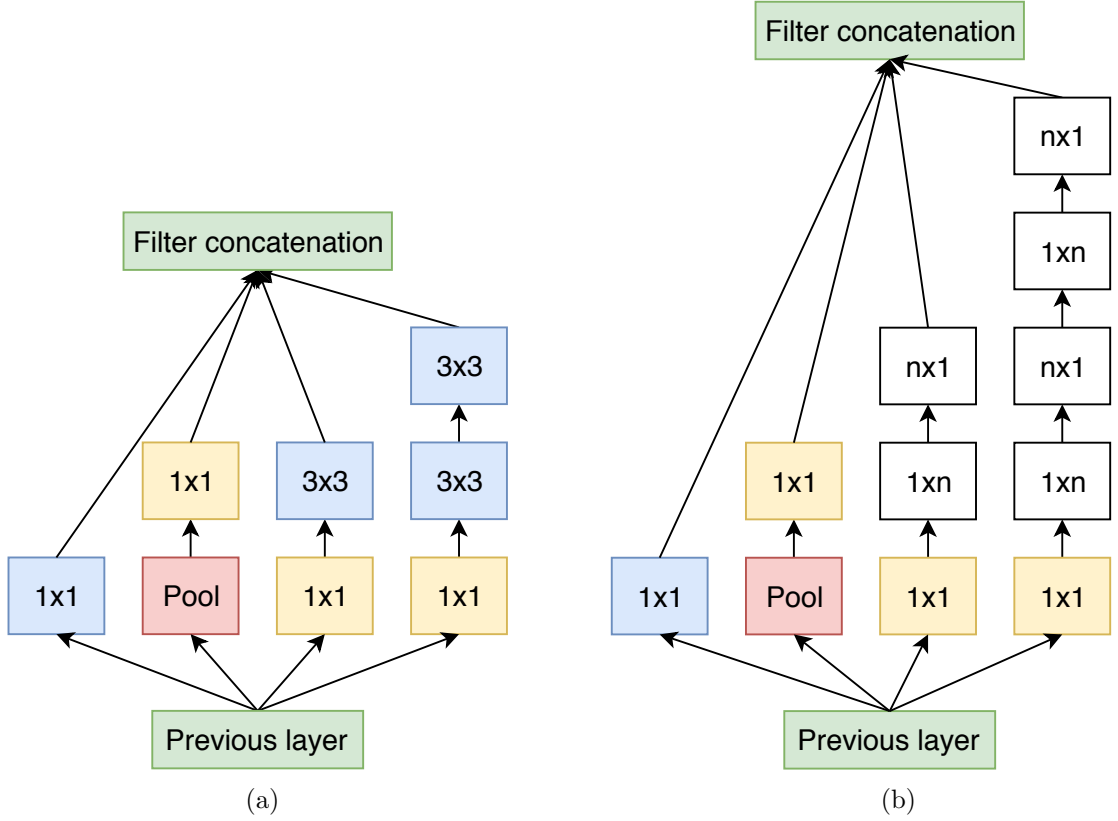 Filter concatenation
3x3
1x1
3x3
3x3
1x1
Pool
1x1
1x1
Previous layer
(a)
Filter concatenation
nx1
1xn
nx1
nx1
1x1
1xn
1xn
1x1
Pool
1x1
1x1
Previous layer
(b)